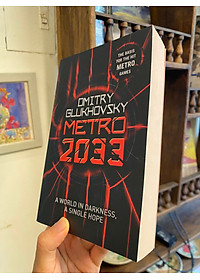 THE BASIS
FOR THE HIT
METRO
GAMES
DMITRY
GLUKHOVSKY
METRO
2033
A WORLD IN DARKNESS,
A SINGLE HOPE